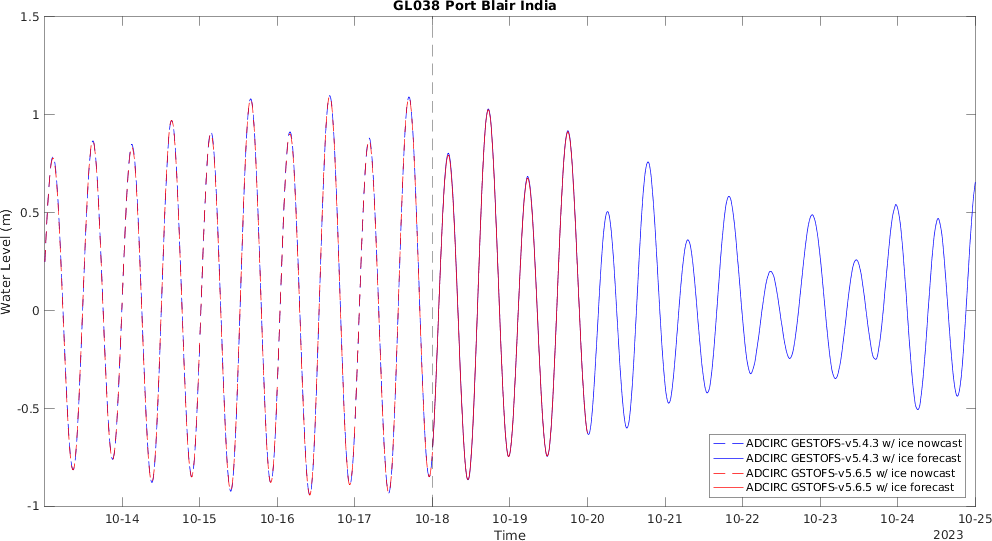 GL038 Port Blair India
1.5
1
0.5
0
-0.5
-1
Water Level (m)
10-14 10-15 10-16 10-17 10-18 10-19 10-20 10-21 10-22 10-23 10-24 10-25
Time
2023
ADCIRC GESTOFS-v5.4.3 w/ ice nowcast
ADCIRC GESTOFS-v5.4.3 w/ ice forecast
ADCIRC GSTOFS-v5.6.5 w/ ice nowcast
ADCIRC GSTOFS-v5.6.5 w/ ice forecast